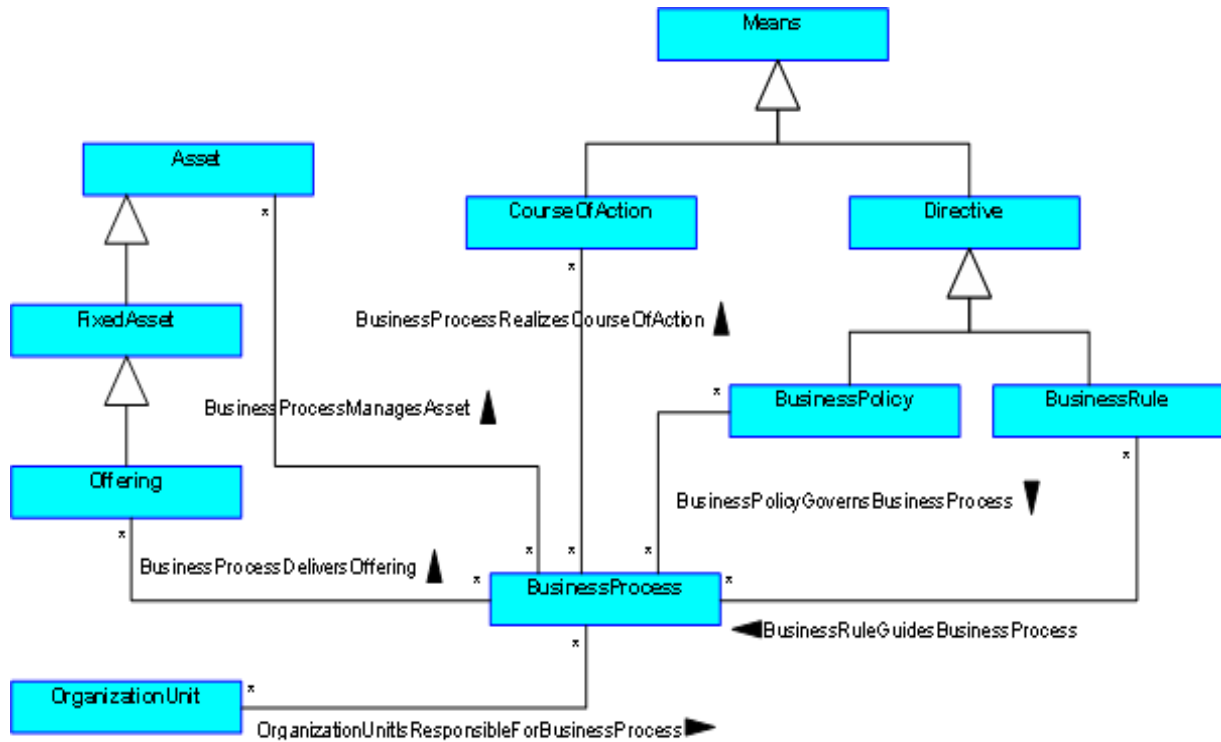 Means
Asset
*
CourseOfAction
*
Directive
FixedAsset
BusinessProcessRealizesCourseOfAction
BusinessProcessManagesAsset
*
BusinessPolicy
BusinessRule
*
Offering
*
BusinessPolicyGovernsBusinessProcess
BusinessProcessDeliversOffering
*
*
*
*
*
BusinessProcess
*
BusinessRuleGuidesBusinessProcess
OrganizationUnit
*
OrganizationUnitIsResponsibleForBusinessProcess